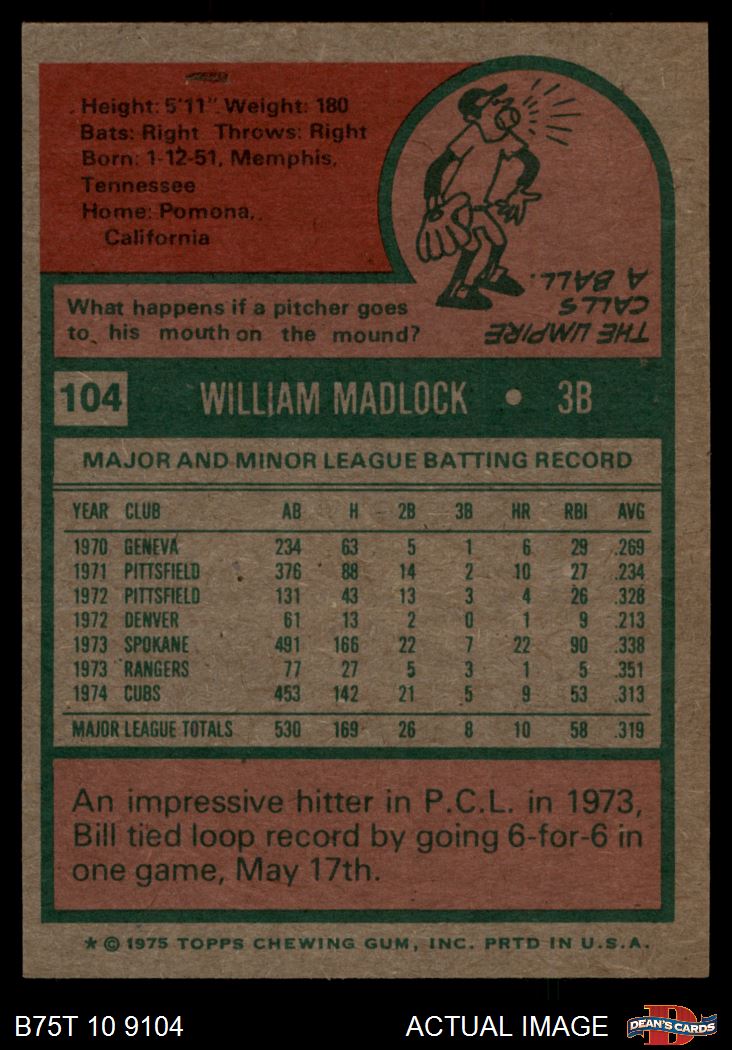 Height: 5'11" Weight: 180
Bats: Right Throws: Right
Born: 1-12-51, Memphis,
Tennessee
Home: Pomona,
California
What happens if a pitcher goes
to his mouth on the mound?
THE UMPIRE
CALLS
A BALL.
104 WILLIAM MADLOCK • 3B
MAJOR AND MINOR LEAGUE BATTING RECORD
YEAR CLUB AB H 2B 3B HR RBI AVG
1970 GENEVA 234 63 5 1 6 29 .269
1971 PITTSFIELD 376 88 14 2 10 27 .234
1972 PITTSFIELD 131 43 13 3 4 26 .328
1972 DENVER 61 13 2 0 1 9 .213
1973 SPOKANE 491 166 22 7 22 90 .338
1973 RANGERS 77 27 5 3 1 5 .351
1974 CUBS 453 142 21 5 9 53 .313
MAJOR LEAGUE TOTALS 530 169 26 8 10 58 .319
An impressive hitter in P.C.L. in 1973,
Bill tied loop record by going 6-for-6 in
one game, May 17th.
* © 1975 TOPPS CHEWING GUM, INC. PRTD IN U.S.A.
B75T 10 9104 ACTUAL IMAGE
D
DEAN'S CARDS